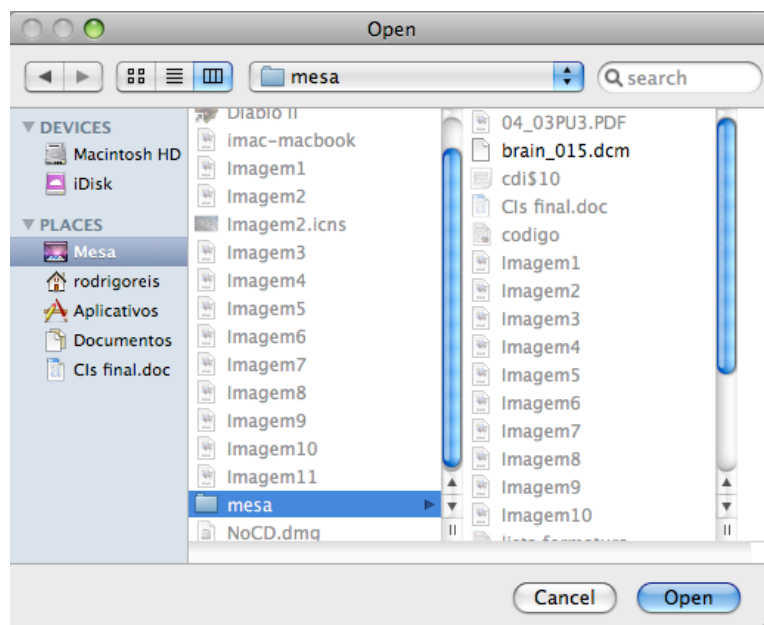 Open
mesa
search
DEVICES
Macintosh HD
iDisk
PLACES
Mesa
rodrigoreis
Aplicativos
Documentos
CIs final.doc
Diablo II
imac-macbook
Imagem1
Imagem2
Imagem2.icns
Imagem3
Imagem4
Imagem5
Imagem6
Imagem7
Imagem8
Imagem9
Imagem10
Imagem11
mesa
NoCD.dmg
04_03PU3.PDF
brain_015.dcm
cdi$10
CIs final.doc
codigo
Imagem1
Imagem2
Imagem3
Imagem4
Imagem5
Imagem6
Imagem7
Imagem8
Imagem9
Imagem10
Cancel
Open